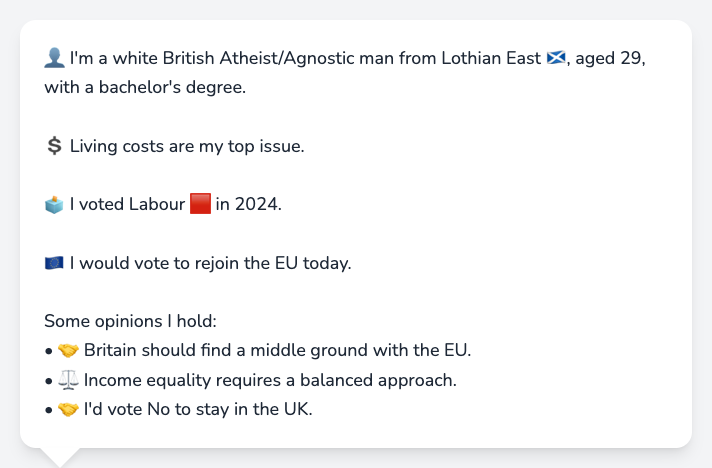 👤 I'm a white British Atheist/Agnostic man from Lothian East 🏴󠁧󠁢󠁳󠁣󠁴󠁿, aged 29,
with a bachelor's degree.
💲 Living costs are my top issue.
🗳️ I voted Labour 🟥 in 2024.
🇪🇺 I would vote to rejoin the EU today.
Some opinions I hold:
• 🤝 Britain should find a middle ground with the EU.
• ⚖️ Income equality requires a balanced approach.
• 🤝 I'd vote No to stay in the UK.